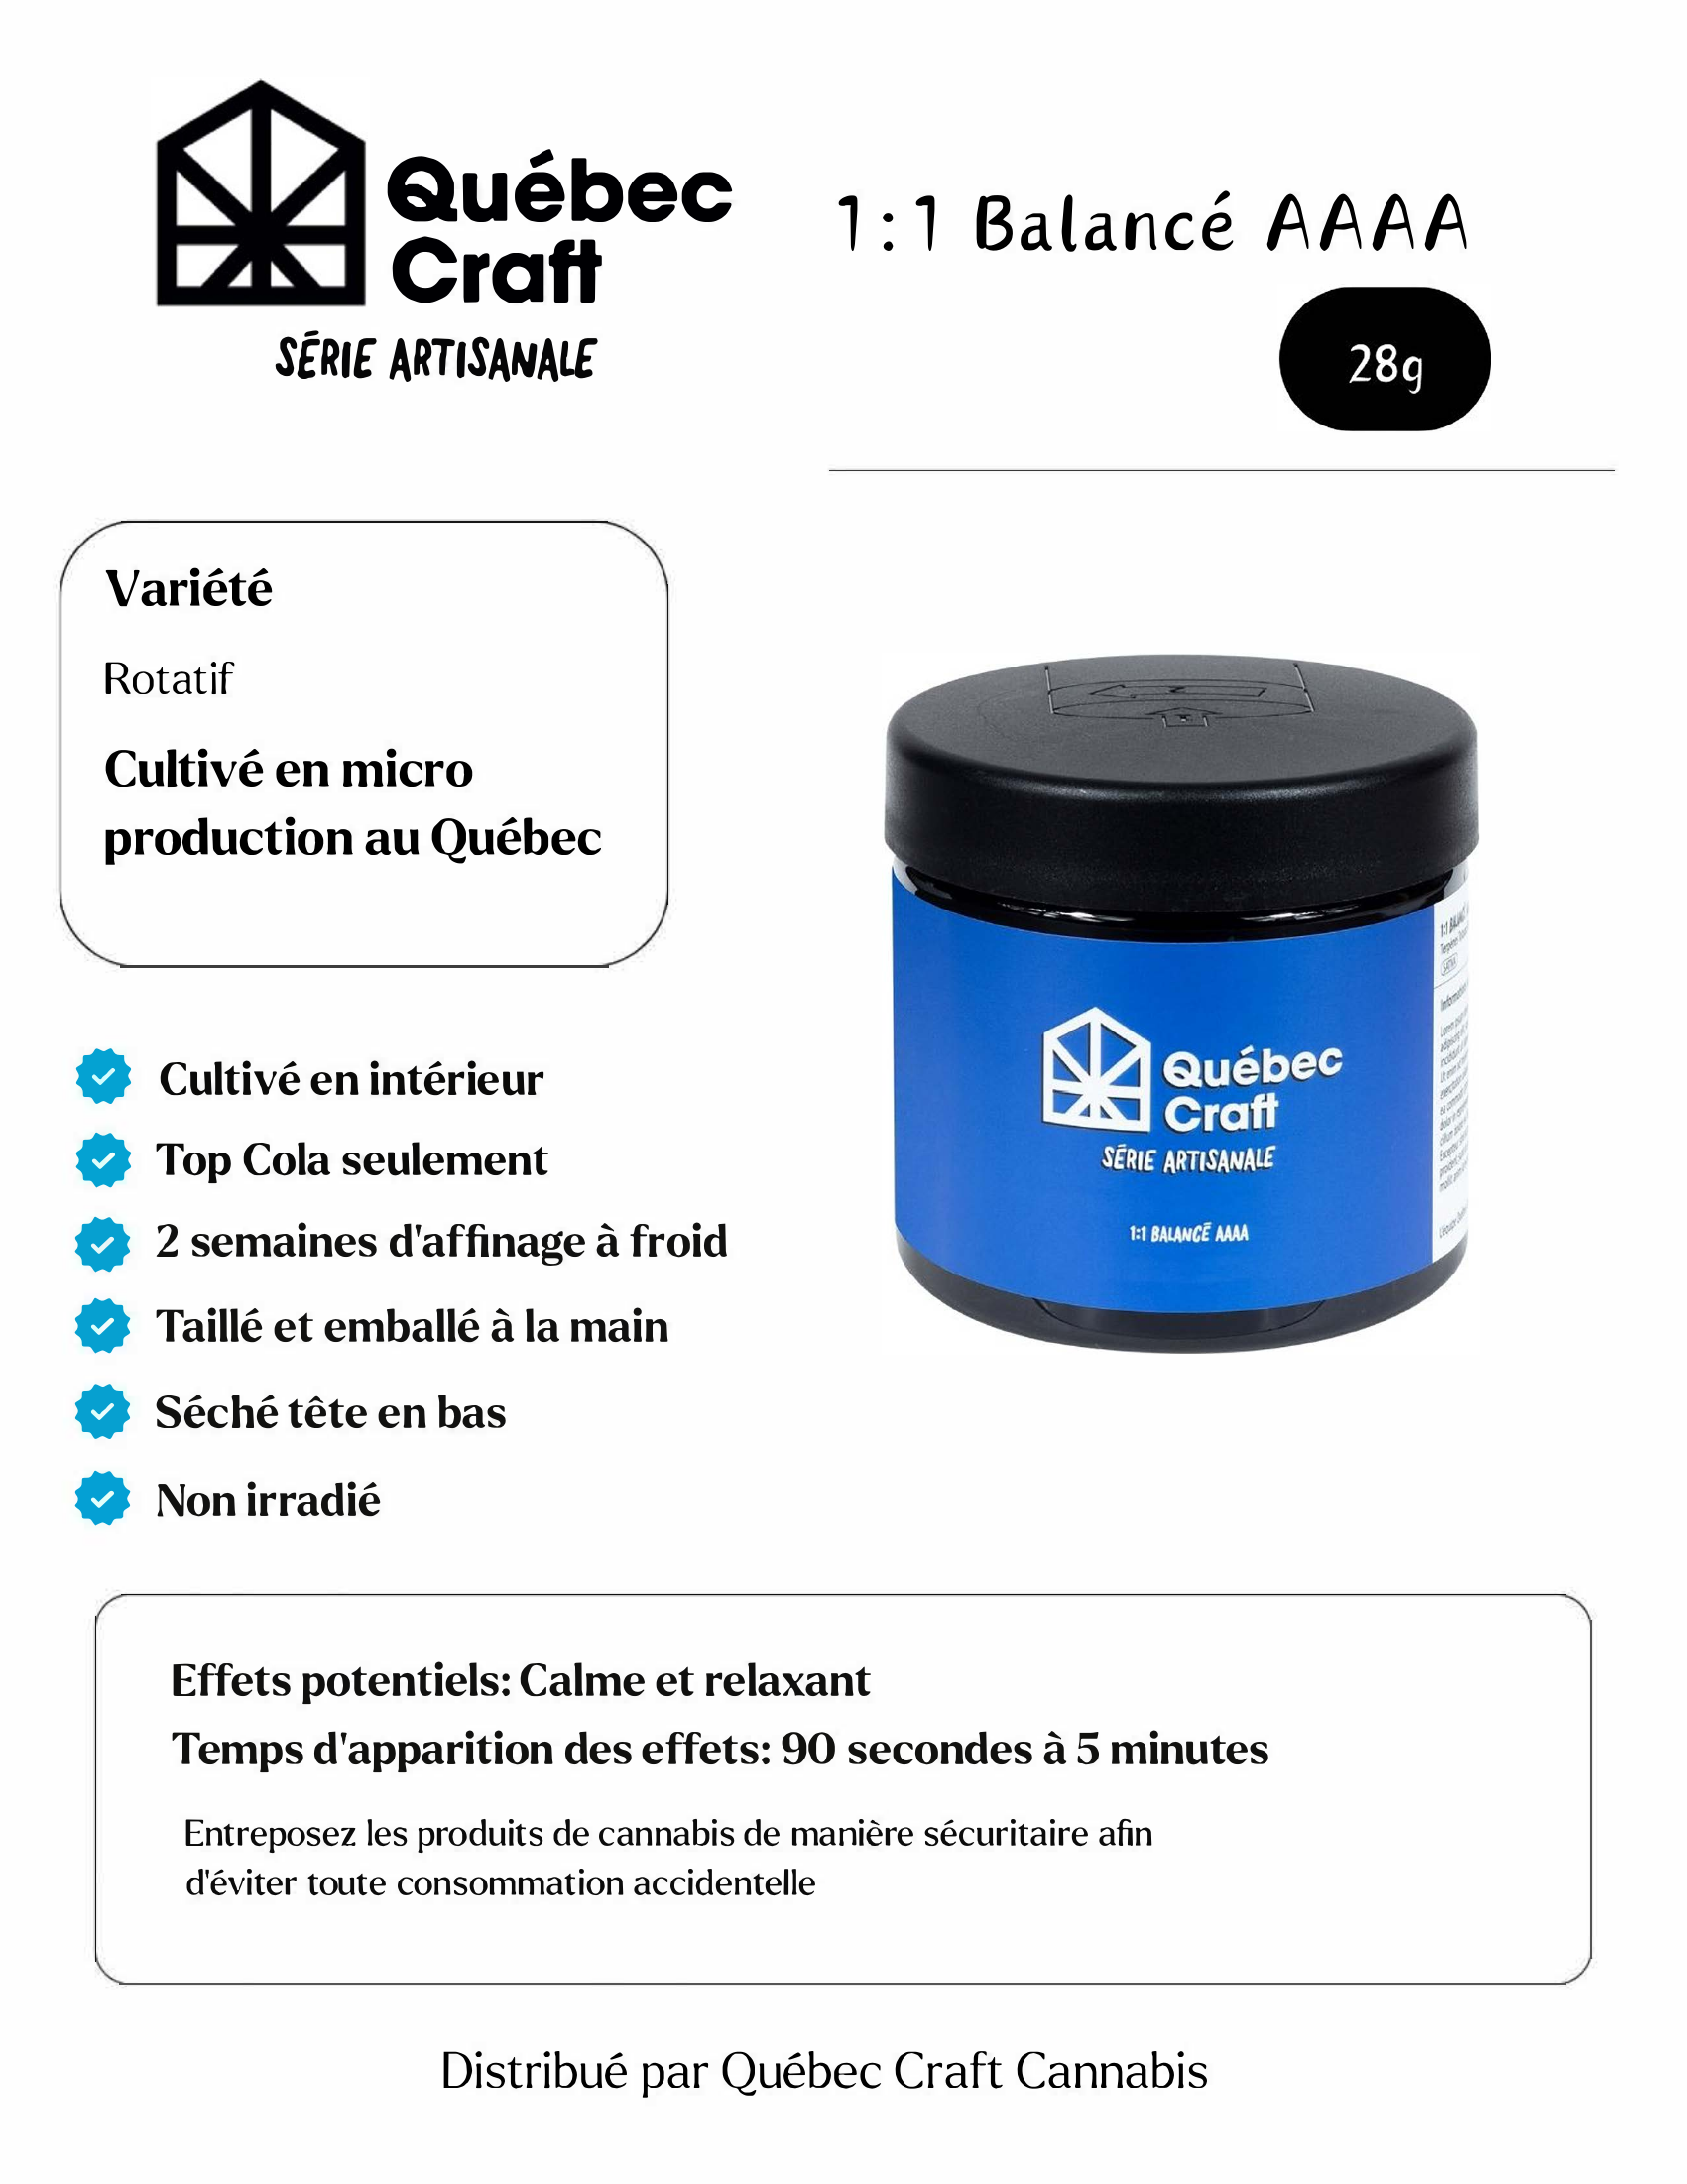 Québec
Craft
SÉRIE ARTISANALE
1:1 Balancé AAAA
28g
Variété
Rotatif
Cultivé en micro
production au Québec
Cultivé en intérieur
Top Cola seulement
2 semaines d'affinage à froid
Taillé et emballé à la main
Séché tête en bas
Non irradié
Québec
Craft
SÉRIE ARTISANALE
1:1 BALANCÉ AAAA
Effets potentiels: Calme et relaxant
Temps d'apparition des effets: 90 secondes à 5 minutes
Entreposez les produits de cannabis de manière sécuritaire afin
d'éviter toute consommation accidentelle
Distribué par Québec Craft Cannabis